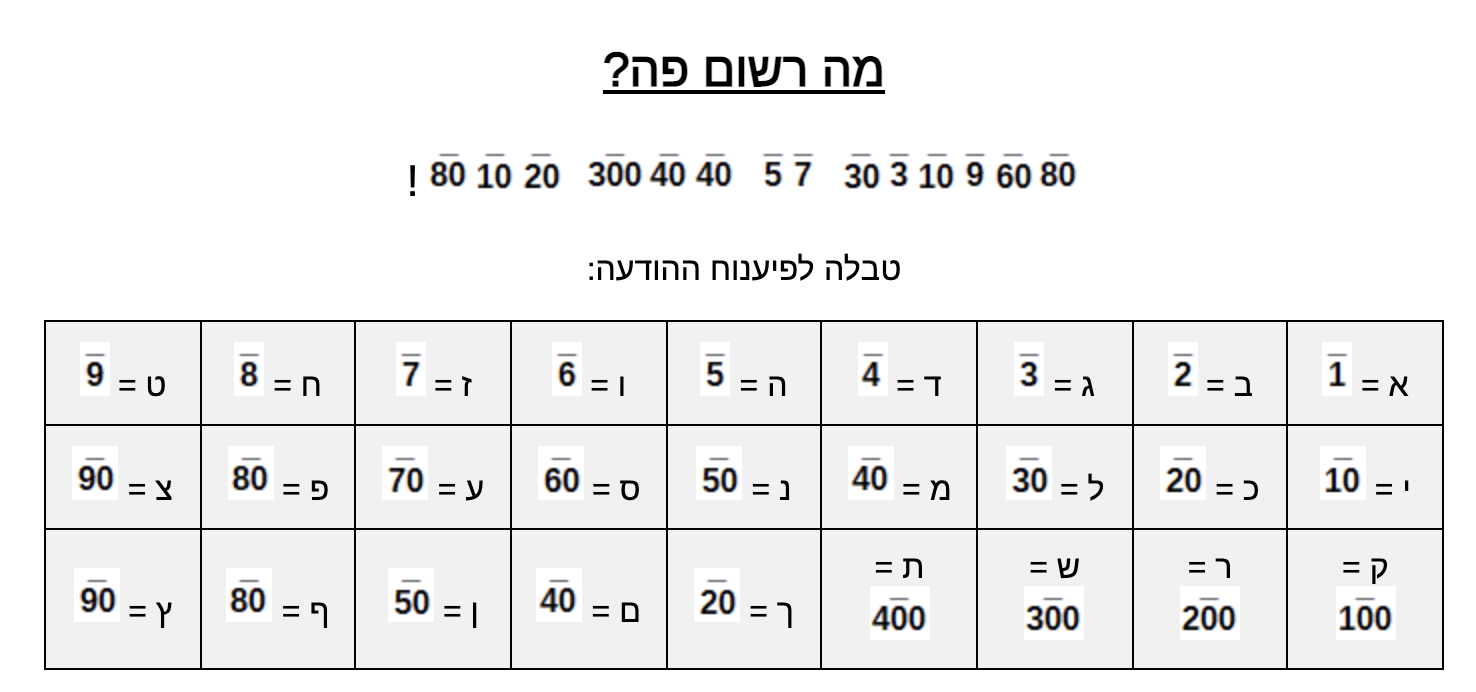 מה רשום פה?
80 60 9 10 3 30 7 5 40 40 300 20 10 80 !
טבלה לפיענוח ההודעה:
א = 1 ב = 2 ג = 3 ד = 4 ה = 5 ו = 6 ז = 7 ח = 8 ט = 9
י = 10 כ = 20 ל = 30 מ = 40 נ = 50 ס = 60 ע = 70 פ = 80 צ = 90
ק = 100 ר = 200 ש = 300 ת = 400 ך = 20 ם = 40 ן = 50 ף = 80 ץ = 90